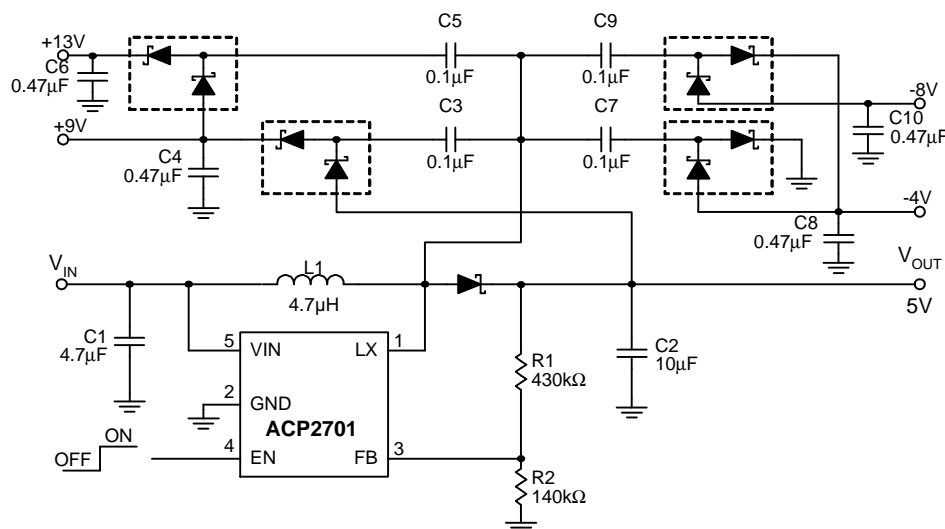 C5
C9
+13V
C6
0.47µF
0.1µF
0.1µF
-8V
C10
0.47µF
+9V
C3
C7
C4
0.47µF
0.1µF
0.1µF
-4V
C8
0.47µF
VIN
L1
4.7µH
VOUT
5V
C1
4.7µF
5
VIN
LX
1
C2
10µF
R1
430kΩ
2
GND
ACP2701
ON
OFF
4
EN
FB
3
R2
140kΩ